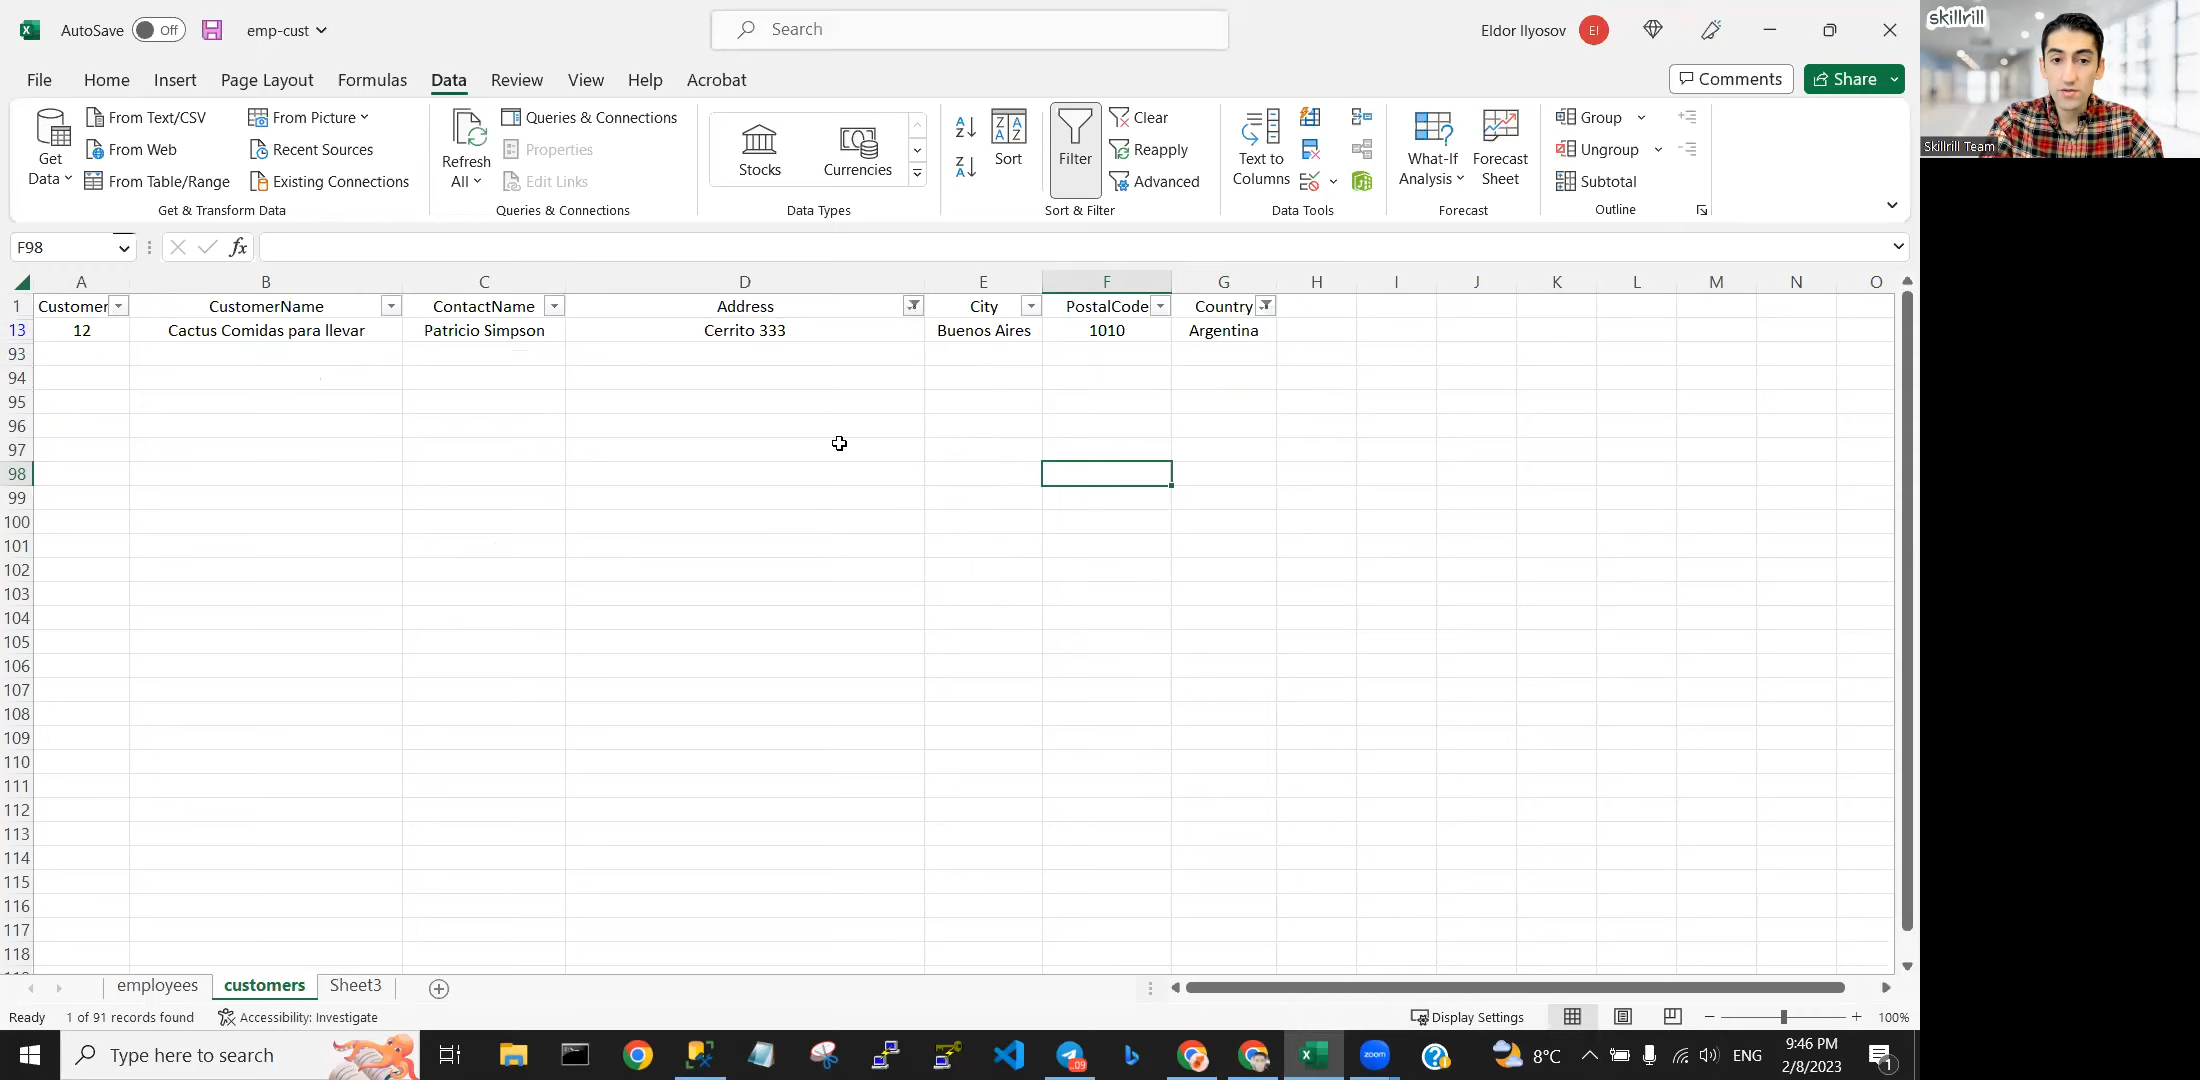 AutoSave Off emp-cust Search Eldor Ilyosov EI
skillrill
File Home Insert Page Layout Formulas Data Review View Help Acrobat Comments Share
Get Data
From Text/CSV
From Web
From Table/Range
From Picture
Recent Sources
Existing Connections
Get & Transform Data
Refresh All
Queries & Connections
Properties
Edit Links
Queries & Connections
Stocks Currencies
Data Types
Sort Filter
Clear
Reapply
Advanced
Sort & Filter
Text to Columns
Data Tools
What-If Analysis
Forecast Sheet
Forecast
Group
Ungroup
Subtotal
Outline
Skillrill Team
F98 fx
A B C D E F G H I J K L M N O
1 Customer CustomerName ContactName Address City PostalCode Country
13 12 Cactus Comidas para llevar Patricio Simpson Cerrito 333 Buenos Aires 1010 Argentina
93
94
95
96
97
98
99
100
101
102
103
104
105
106
107
108
109
110
111
112
113
114
115
116
117
118
employees customers Sheet3
Ready 1 of 91 records found Accessibility: Investigate Display Settings 100%
Type here to search .09 zoom 8°C ENG 9:46 PM
2/8/2023 1